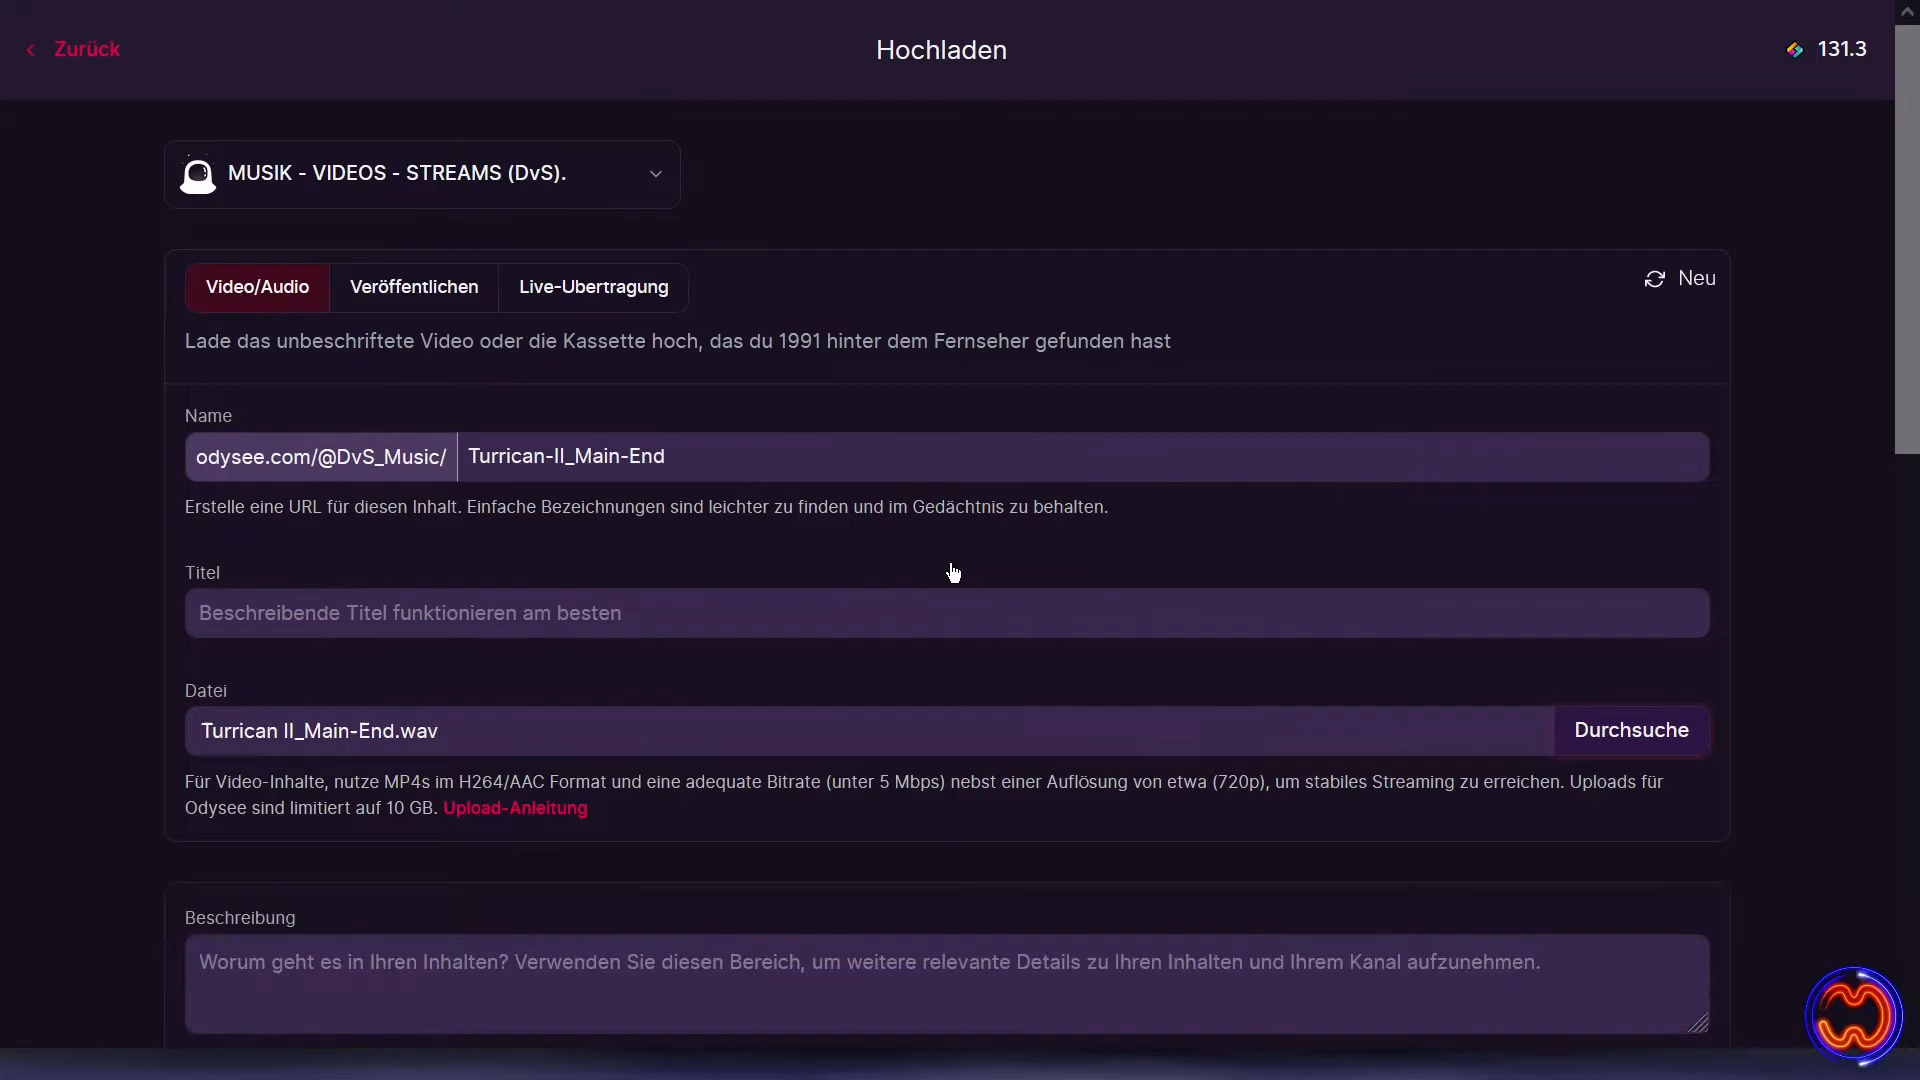 Zurück
Hochladen
131.3
MUSIK - VIDEOS - STREAMS (DvS).
Video/Audio
Veröffentlichen
Live-Ubertragung
Neu
Lade das unbeschriftete Video oder die Kassette hoch, das du 1991 hinter dem Fernseher gefunden hast
Name
odysee.com/@DvS_Music/ Turrican-II_Main-End
Erstelle eine URL für diesen Inhalt. Einfache Bezeichnungen sind leichter zu finden und im Gedächtnis zu behalten.
Titel
Beschreibende Titel funktionieren am besten
Datei
Turrican II_Main-End.wav
Durchsuche
Für Video-Inhalte, nutze MP4s im H264/AAC Format und eine adequate Bitrate (unter 5 Mbps) nebst einer Auflösung von etwa (720p), um stabiles Streaming zu erreichen. Uploads für
Odysee sind limitiert auf 10 GB. Upload-Anleitung
Beschreibung
Worum geht es in Ihren Inhalten? Verwenden Sie diesen Bereich, um weitere relevante Details zu Ihren Inhalten und Ihrem Kanal aufzunehmen.